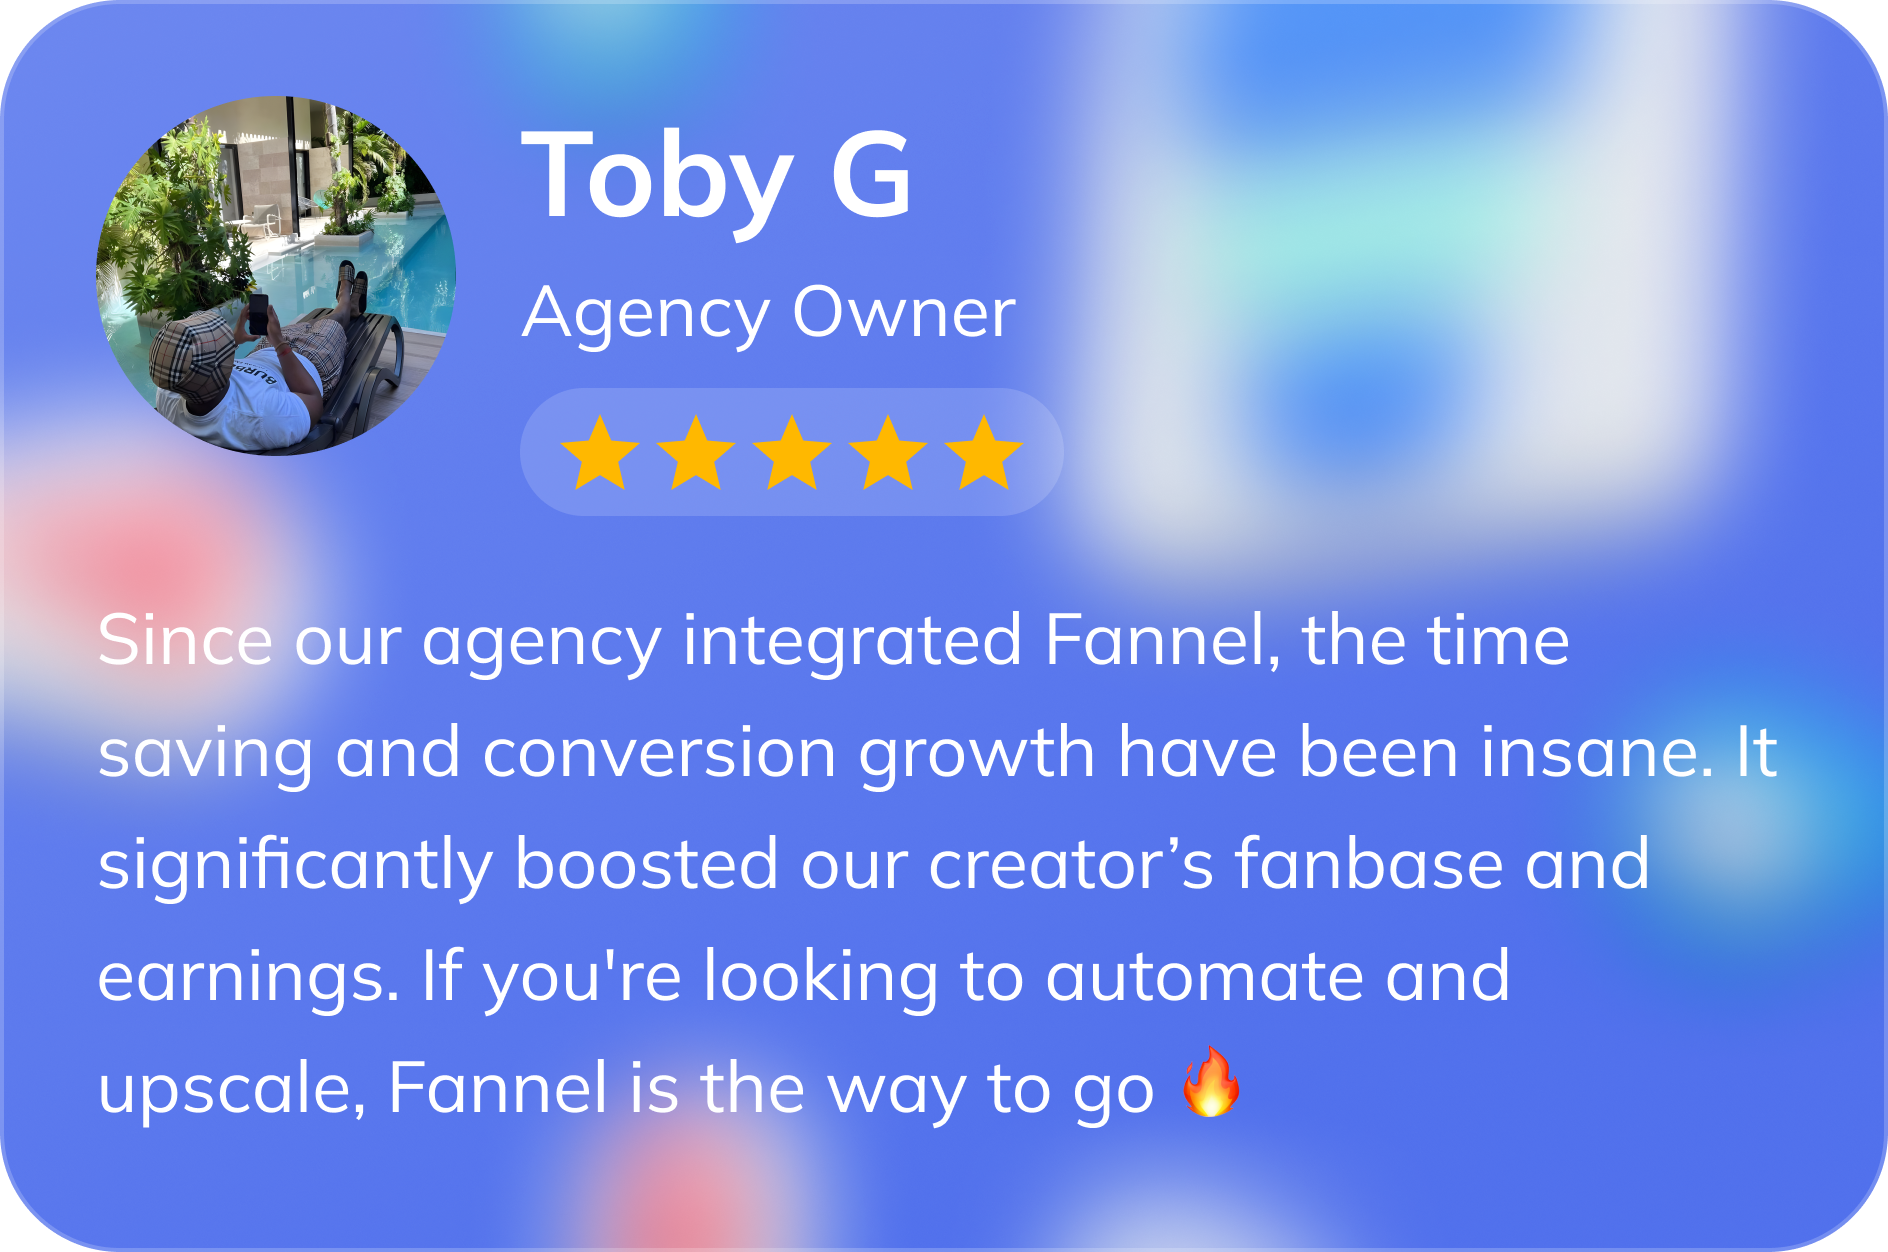 Toby G
Agency Owner
Since our agency integrated Fannel, the time
saving and conversion growth have been insane. It
significantly boosted our creator’s fanbase and
earnings. If you're looking to automate and
upscale, Fannel is the way to go 🔥